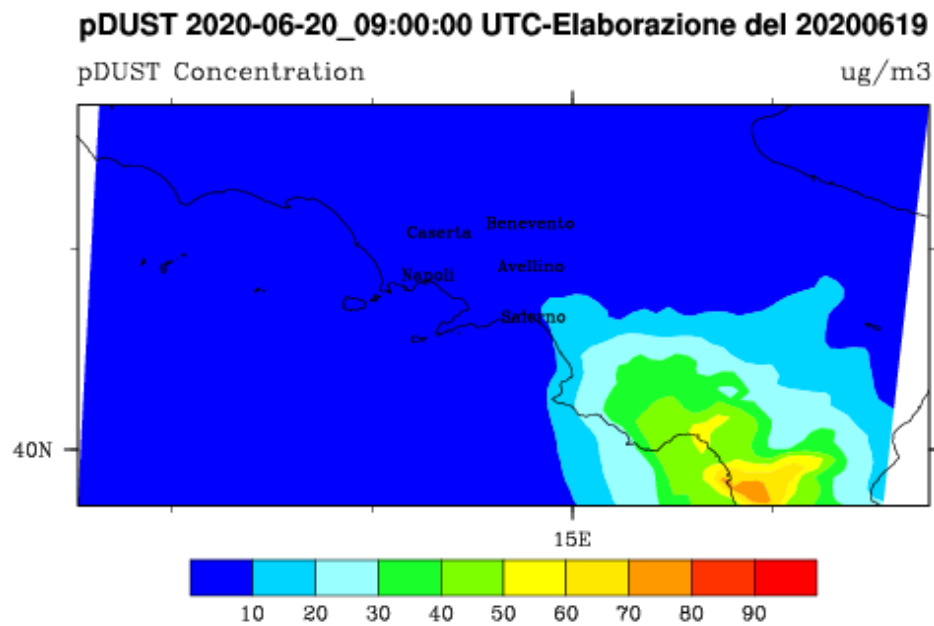 pDUST 2020-06-20_09:00:00 UTC-Elaborazione del 20200619
pDUST Concentration ug/m3
Benevento
Caserta
Avellino
Napoli
Salerno
40N
15E
10 20 30 40 50 60 70 80 90